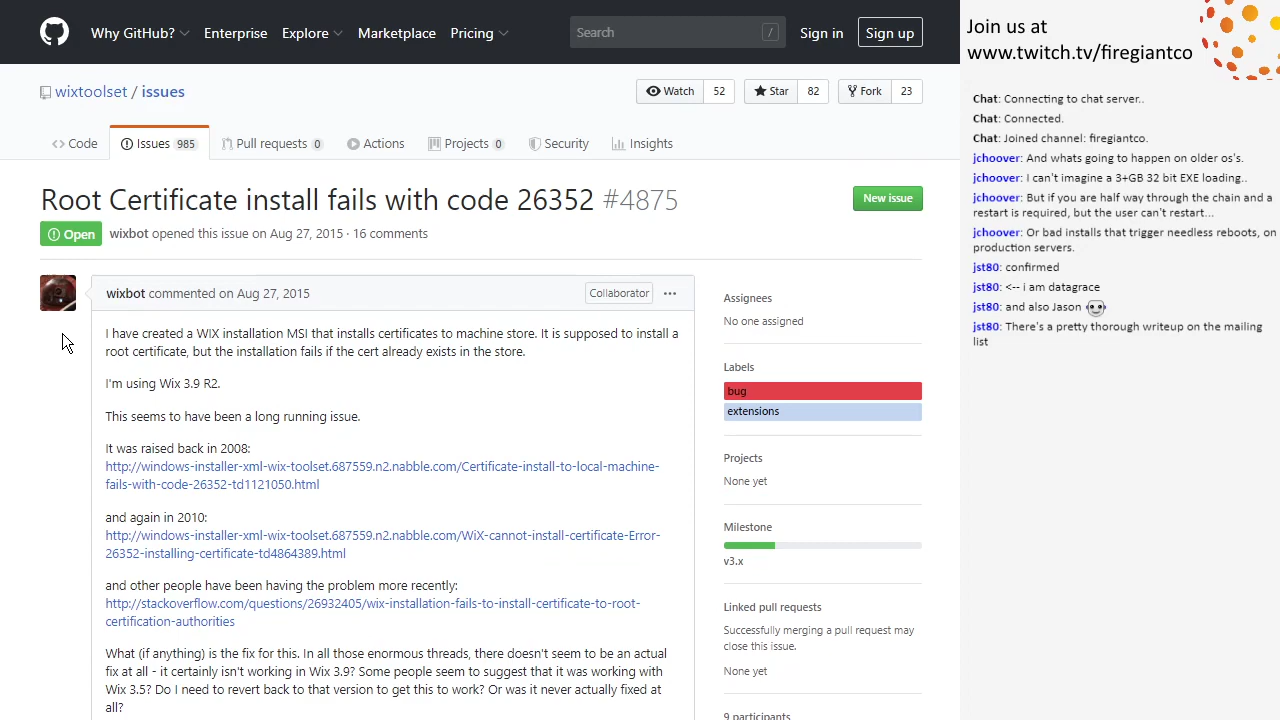 Why GitHub?
Enterprise
Explore
Marketplace
Pricing
Search
/
Sign in
Sign up
wixtoolset / issues
Watch 52
Star 82
Fork 23
<> Code
Issues 985
Pull requests 0
Actions
Projects 0
Security
Insights
Root Certificate install fails with code 26352 #4875
New issue
Open wixbot opened this issue on Aug 27, 2015 · 16 comments
wixbot commented on Aug 27, 2015
Collaborator
I have created a WIX installation MSI that installs certificates to machine store. It is supposed to install a
root certificate, but the installation fails if the cert already exists in the store.
I'm using Wix 3.9 R2.
This seems to have been a long running issue.
It was raised back in 2008:
http://windows-installer-xml-wix-toolset.687559.n2.nabble.com/Certificate-install-to-local-machine-
fails-with-code-26352-td1121050.html
and again in 2010:
http://windows-installer-xml-wix-toolset.687559.n2.nabble.com/WiX-cannot-install-certificate-Error-
26352-installing-certificate-td4864389.html
and other people have been having the problem more recently:
http://stackoverflow.com/questions/26932405/wix-installation-fails-to-install-certificate-to-root-
certification-authorities
What (if anything) is the fix for this. In all those enormous threads, there doesn't seem to be an actual
fix at all - it certainly isn't working in Wix 3.9? Some people seem to suggest that it was working with
Wix 3.5? Do I need to revert back to that version to get this to work? Or was it never actually fixed at
all?
Assignees
No one assigned
Labels
bug
extensions
Projects
None yet
Milestone
v3.x
Linked pull requests
Successfully merging a pull request may
close this issue.
None yet
9 participants
Join us at
www.twitch.tv/firegiantco
Chat: Connecting to chat server..
Chat: Connected.
Chat: Joined channel: firegiantco.
jchoover: And whats going to happen on older os's.
jchoover: I can't imagine a 3+GB 32 bit EXE loading..
jchoover: But if you are half way through the chain and a
restart is required, but the user can't restart...
jchoover: Or bad installs that trigger needless reboots, on
production servers.
jst80: confirmed
jst80: <-- i am datagrace
jst80: and also Jason
jst80: There's a pretty thorough writeup on the mailing
list